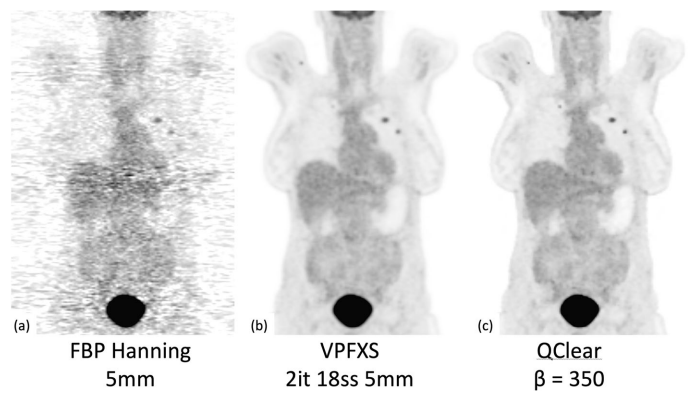 (a)
(b)
(c)
FBP Hanning
5mm
VPFXS
2it 18ss 5mm
QClear
β = 350